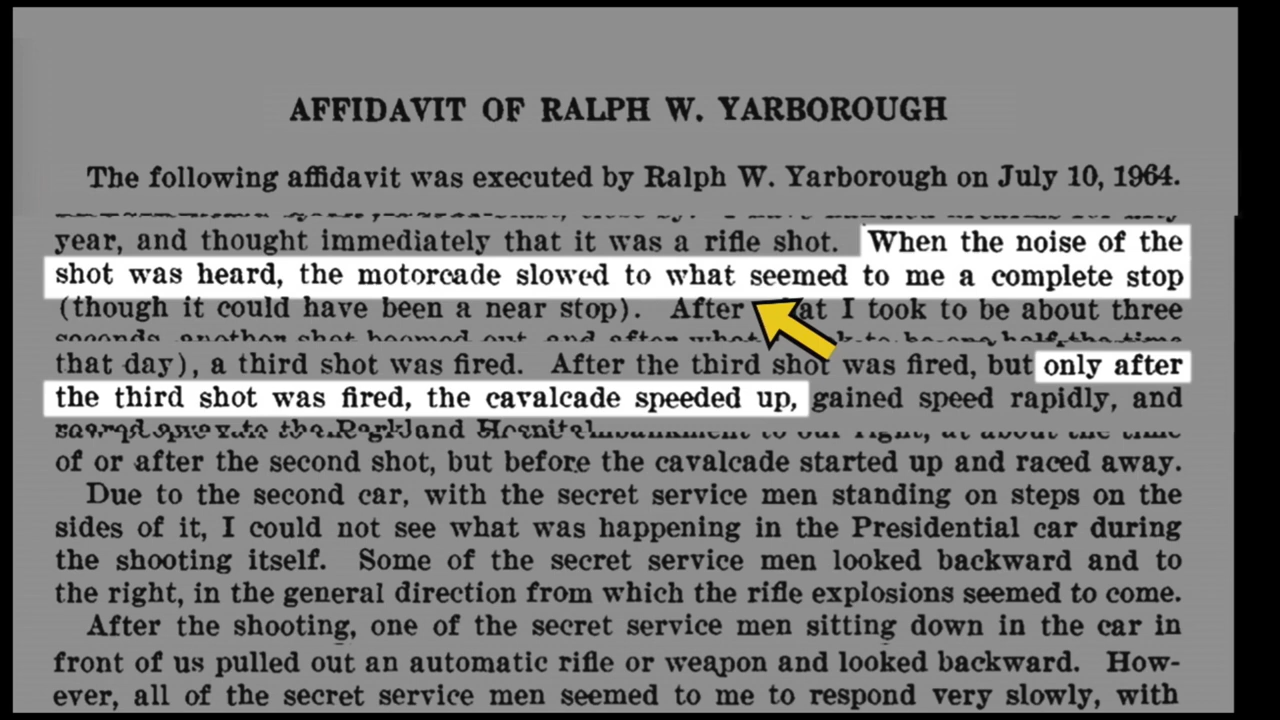 AFFIDAVIT OF RALPH W. YARBOROUGH
The following affidavit was executed by Ralph W. Yarborough on July 10, 1964.
year, and thought immediately that it was a rifle shot. When the noise of the
shot was heard, the motorcade slowed to what seemed to me a complete stop
(though it could have been a near stop). After at I took to be about three
that day), a third shot was fired. After the third shot was fired, but only after
the third shot was fired, the cavalcade speeded up, gained speed rapidly, and
of or after the second shot, but before the cavalcade started up and raced away.
Due to the second car, with the secret service men standing on steps on the
sides of it, I could not see what was happening in the Presidential car during
the shooting itself. Some of the secret service men looked backward and to
the right, in the general direction from which the rifle explosions seemed to come.
After the shooting, one of the secret service men sitting down in the car in
front of us pulled out an automatic rifle or weapon and looked backward. How-
ever, all of the secret service men seemed to me to respond very slowly, with